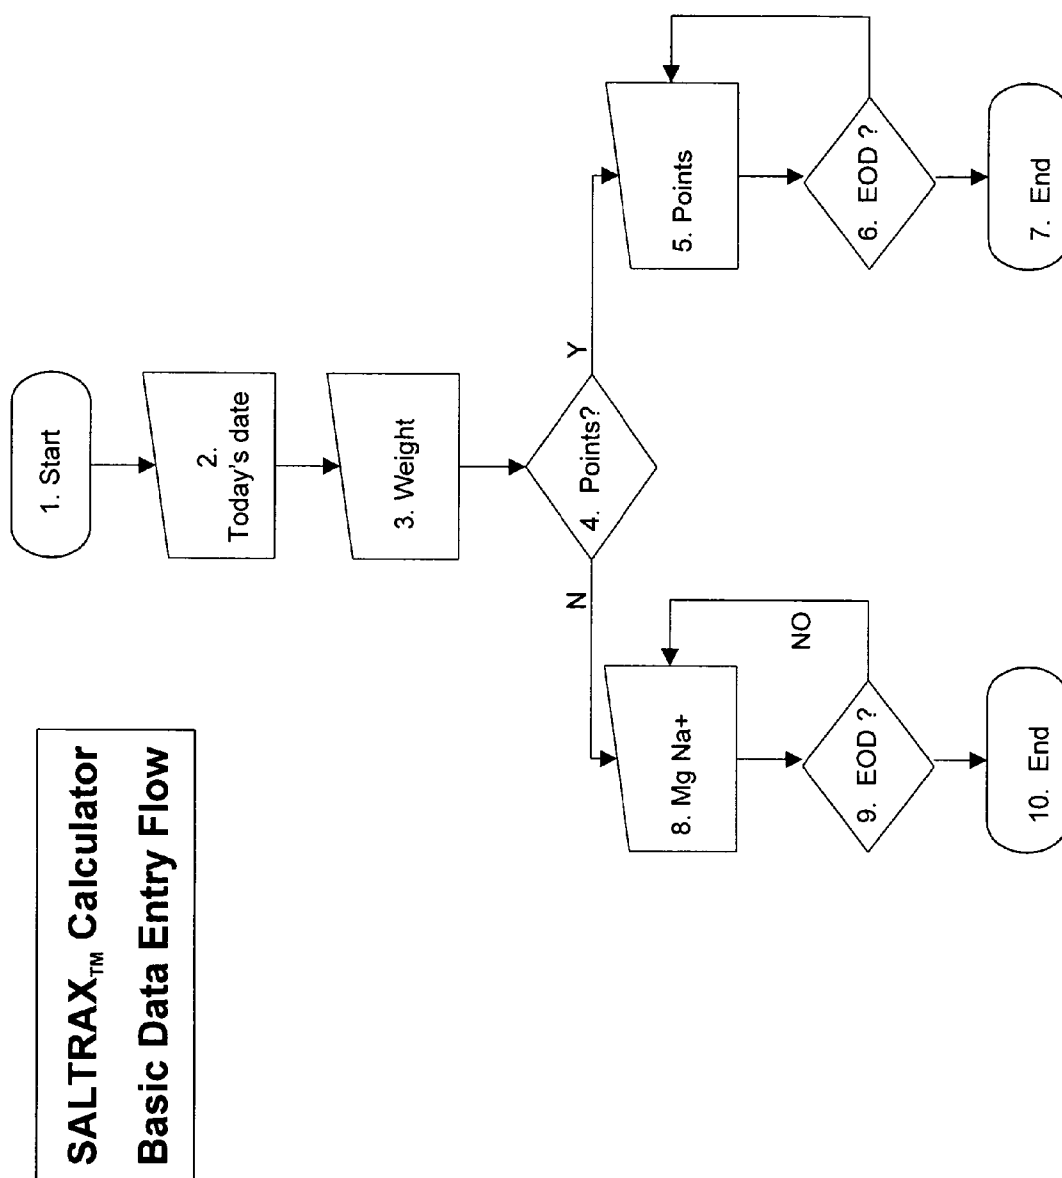 SALTRAX™ Calculator
Basic Data Entry Flow
1. Start
2.
Today's date
3. Weight
4. Points?
Y
N
5. Points
6. EOD ?
7. End
8. Mg Na+
9. EOD ?
NO
10. End